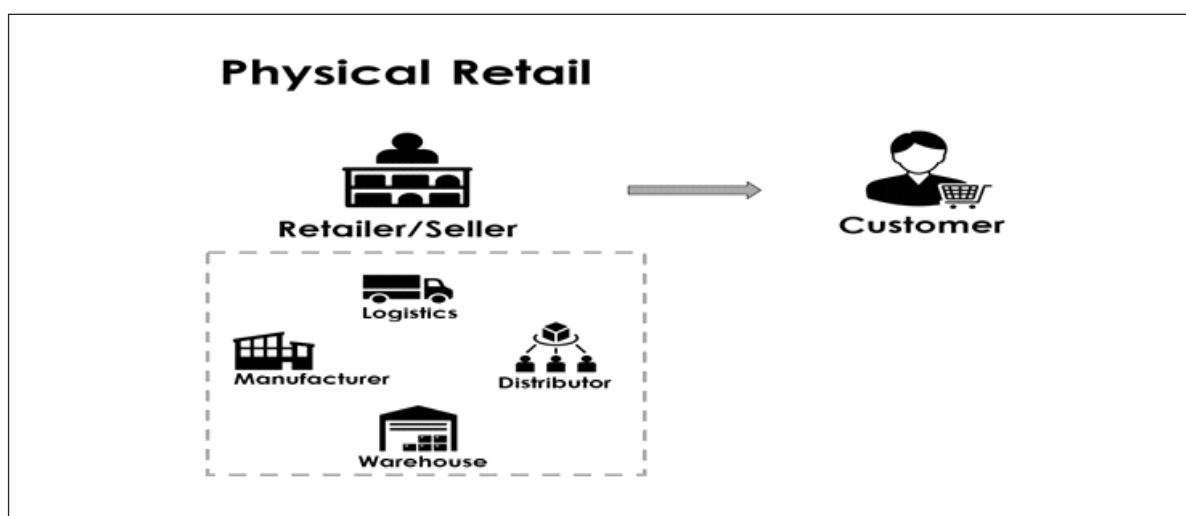 Physical Retail
Retailer/Seller
Customer
Logistics
Manufacturer
Distributor
Warehouse